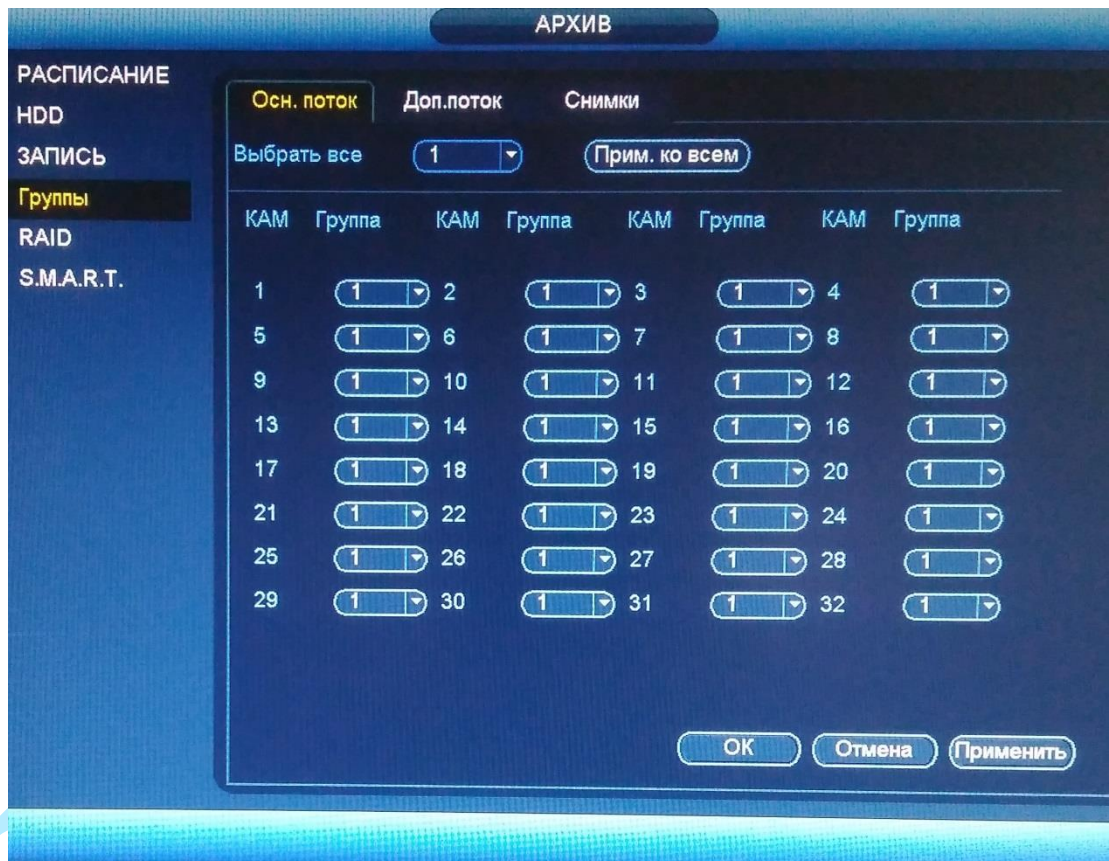 АРХИВ
РАСПИСАНИЕ
HDD
ЗАПИСЬ
Группы
RAID
S.M.A.R.T.
Осн. поток Доп.поток Снимки
Выбрать все 1 Прим. ко всем
КАМ Группа КАМ Группа КАМ Группа КАМ Группа
1 1 2 1 3 1 4 1
5 1 6 1 7 1 8 1
9 1 10 1 11 1 12 1
13 1 14 1 15 1 16 1
17 1 18 1 19 1 20 1
21 1 22 1 23 1 24 1
25 1 26 1 27 1 28 1
29 1 30 1 31 1 32 1
ОК Отмена Применить